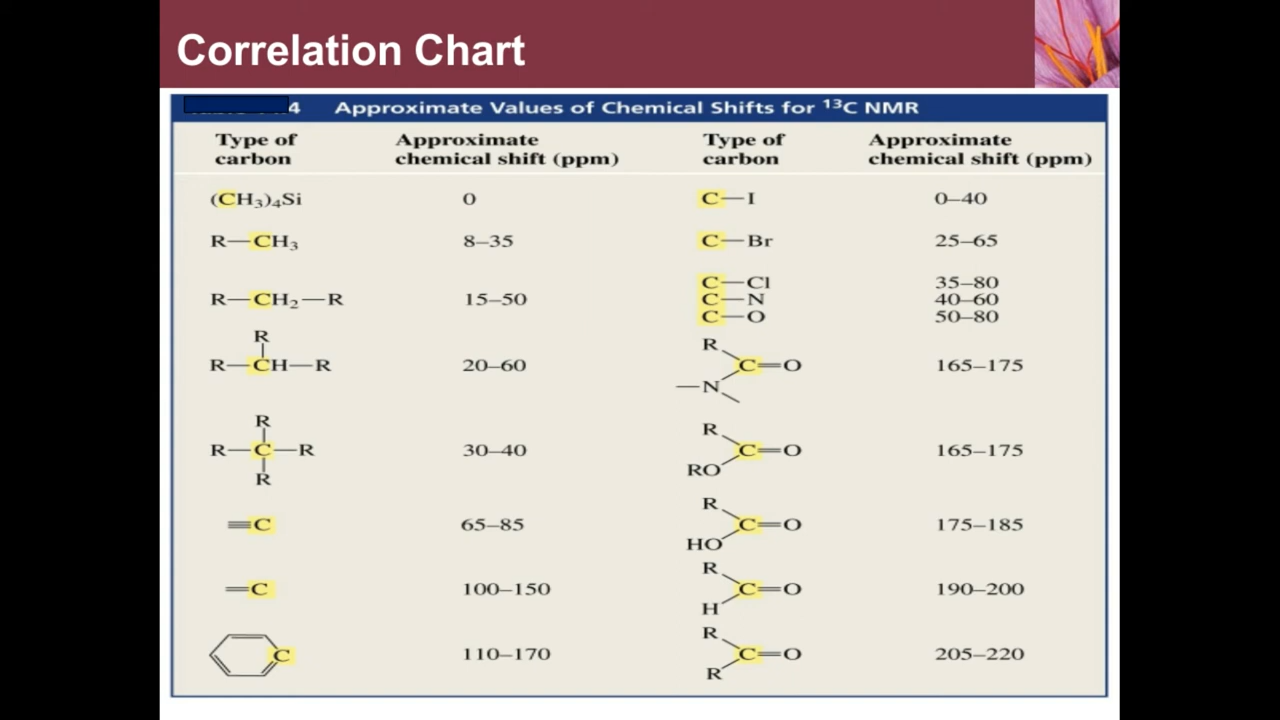 Correlation Chart
4 Approximate Values of Chemical Shifts for ¹³C NMR
Type of carbon Approximate chemical shift (ppm) Type of carbon Approximate chemical shift (ppm)
(CH₃)₄Si 0 C—I 0–40
R—CH₃ 8–35 C—Br 25–65
C—Cl 35–80
R—CH₂—R 15–50 C—N 40–60
C—O 50–80
R
R
R—CH—R 20–60 C=O 165–175
—N
R
R
R—C—R 30–40 C=O 165–175
RO
R
R
≡C 65–85 C=O 175–185
HO
R
=C 100–150 C=O 190–200
H
R
C 110–170 C=O 205–220
R